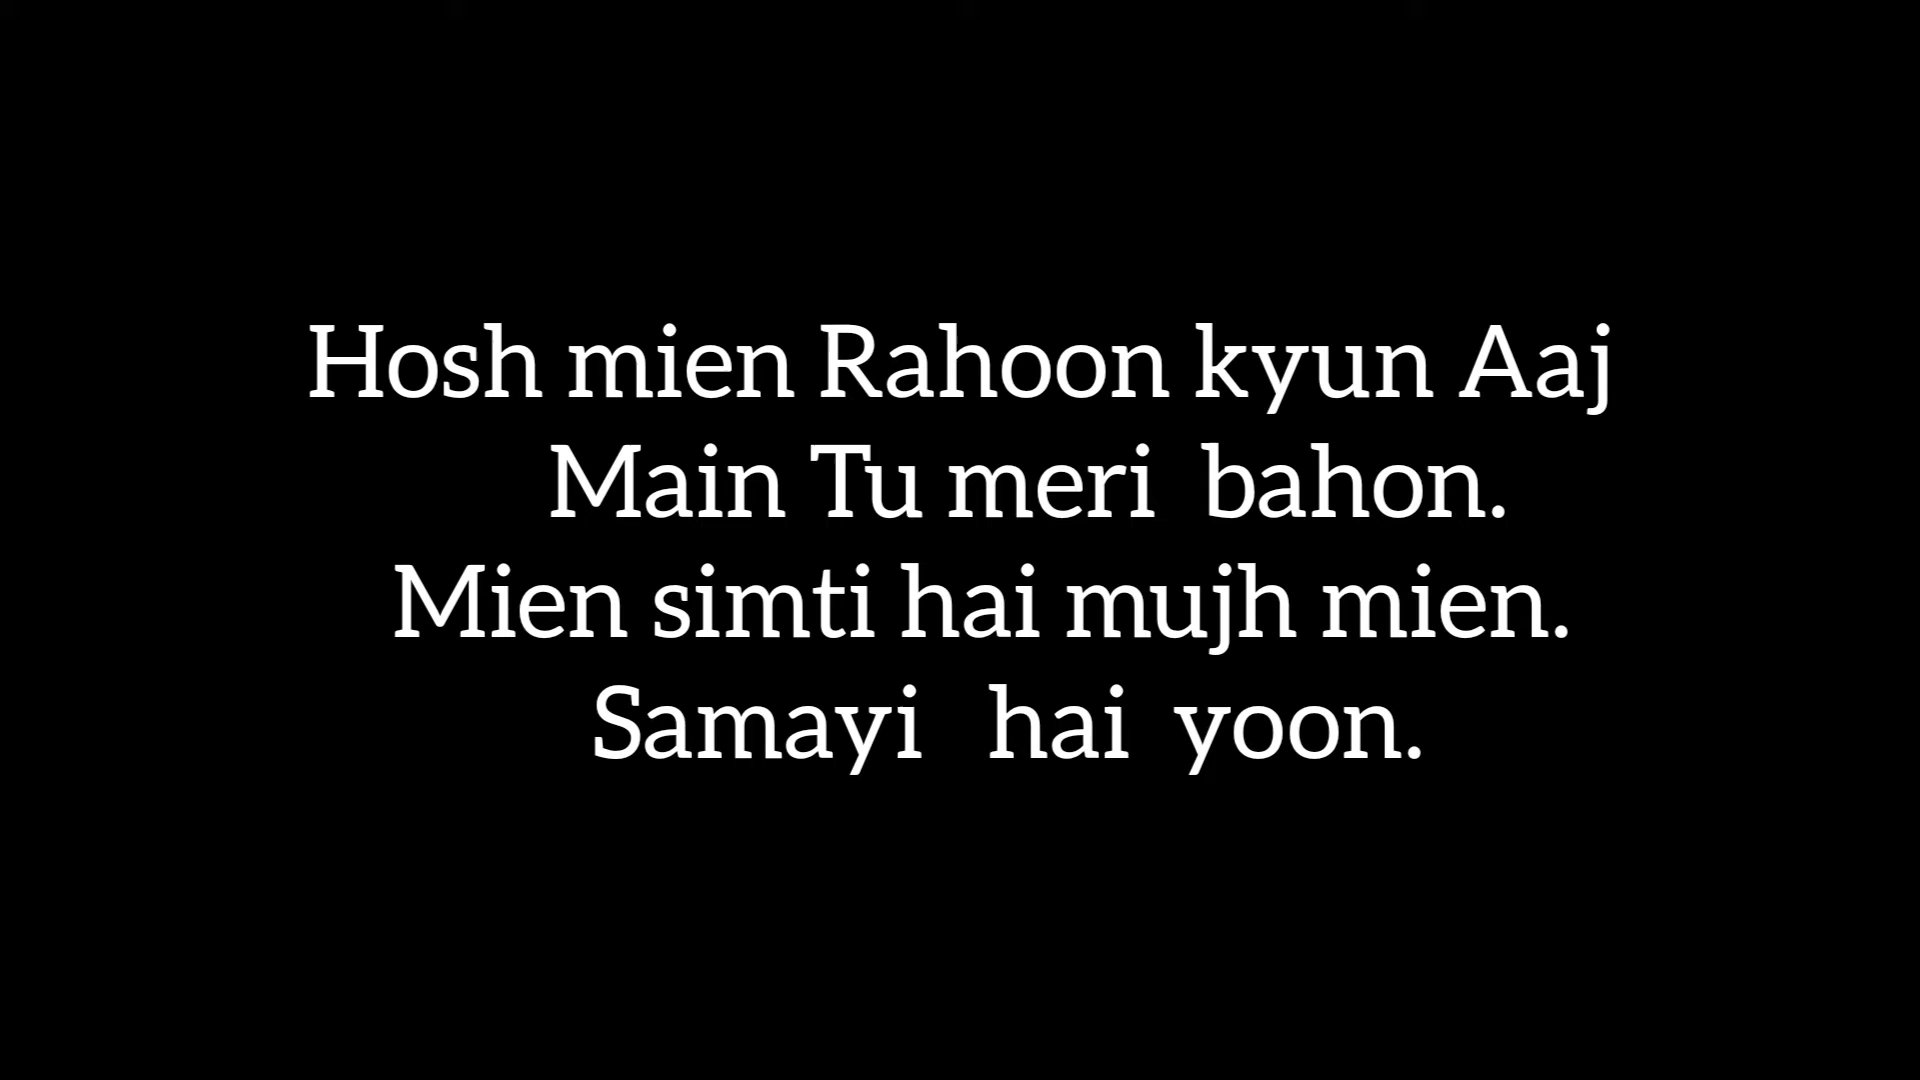 Hosh mien Rahoon kyun Aaj
Main Tu meri bahon.
Mien simti hai mujh mien.
Samayi hai yoon.